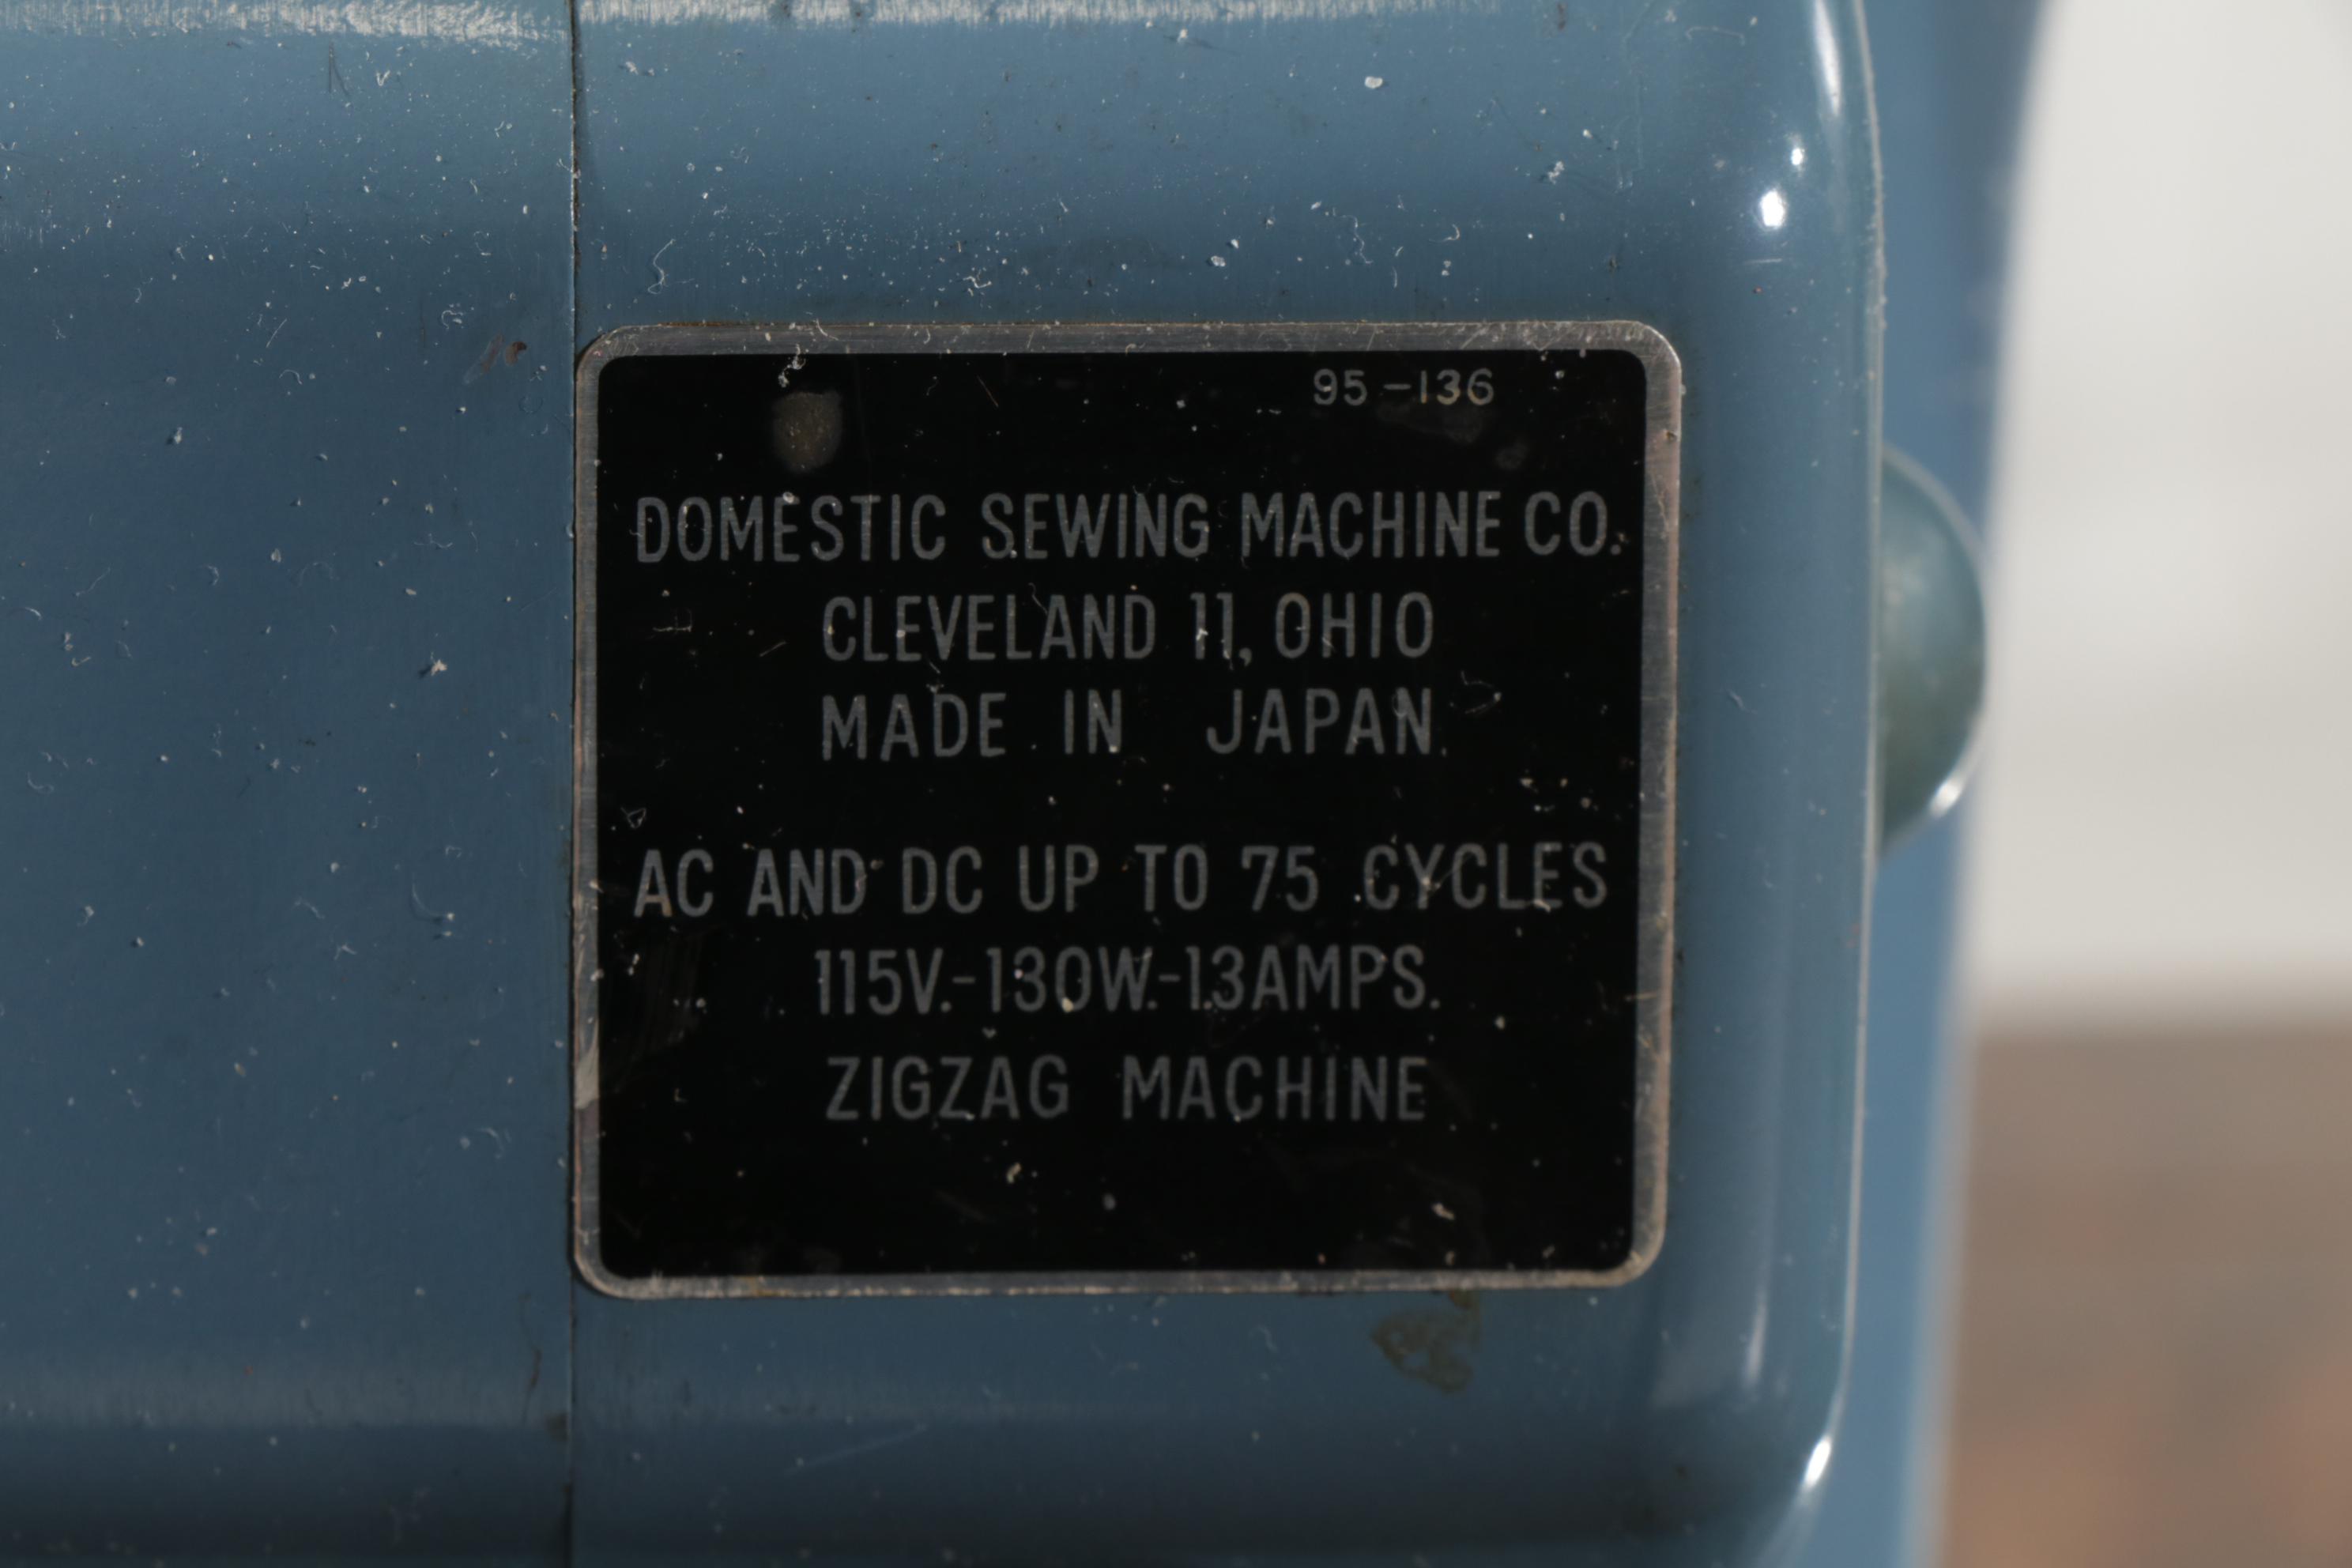 95-136
DOMESTIC SEWING MACHINE CO.
CLEVELAND 11, OHIO
MADE IN JAPAN
AC AND DC UP TO 75 CYCLES
115V.-130W.-1.3AMPS.
ZIGZAG MACHINE